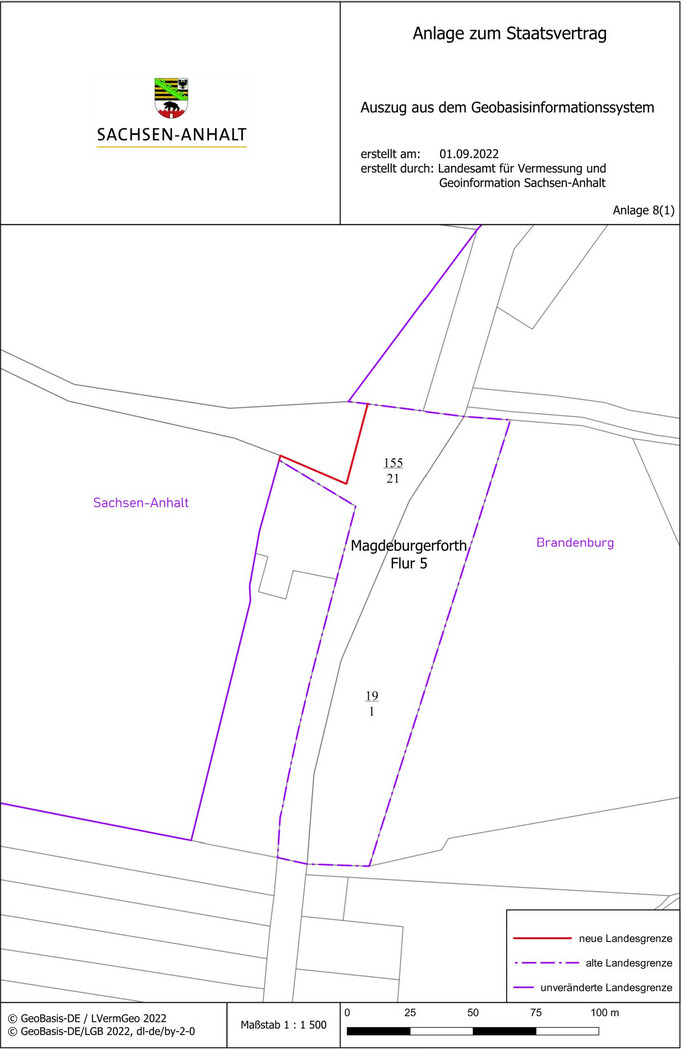 Anlage zum Staatsvertrag
SACHSEN-ANHALT
Auszug aus dem Geobasisinformationssystem
erstellt am: 01.09.2022
erstellt durch: Landesamt für Vermessung und
Geoinformation Sachsen-Anhalt
Anlage 8(1)
155
21
Sachsen-Anhalt
Magdeburgerforth
Flur 5
Brandenburg
19
1
neue Landesgrenze
alte Landesgrenze
unveränderte Landesgrenze
© GeoBasis-DE / LVermGeo 2022
© GeoBasis-DE/LGB 2022, dl-de/by-2-0
Maßstab 1 : 1 500
0 25 50 75 100 m